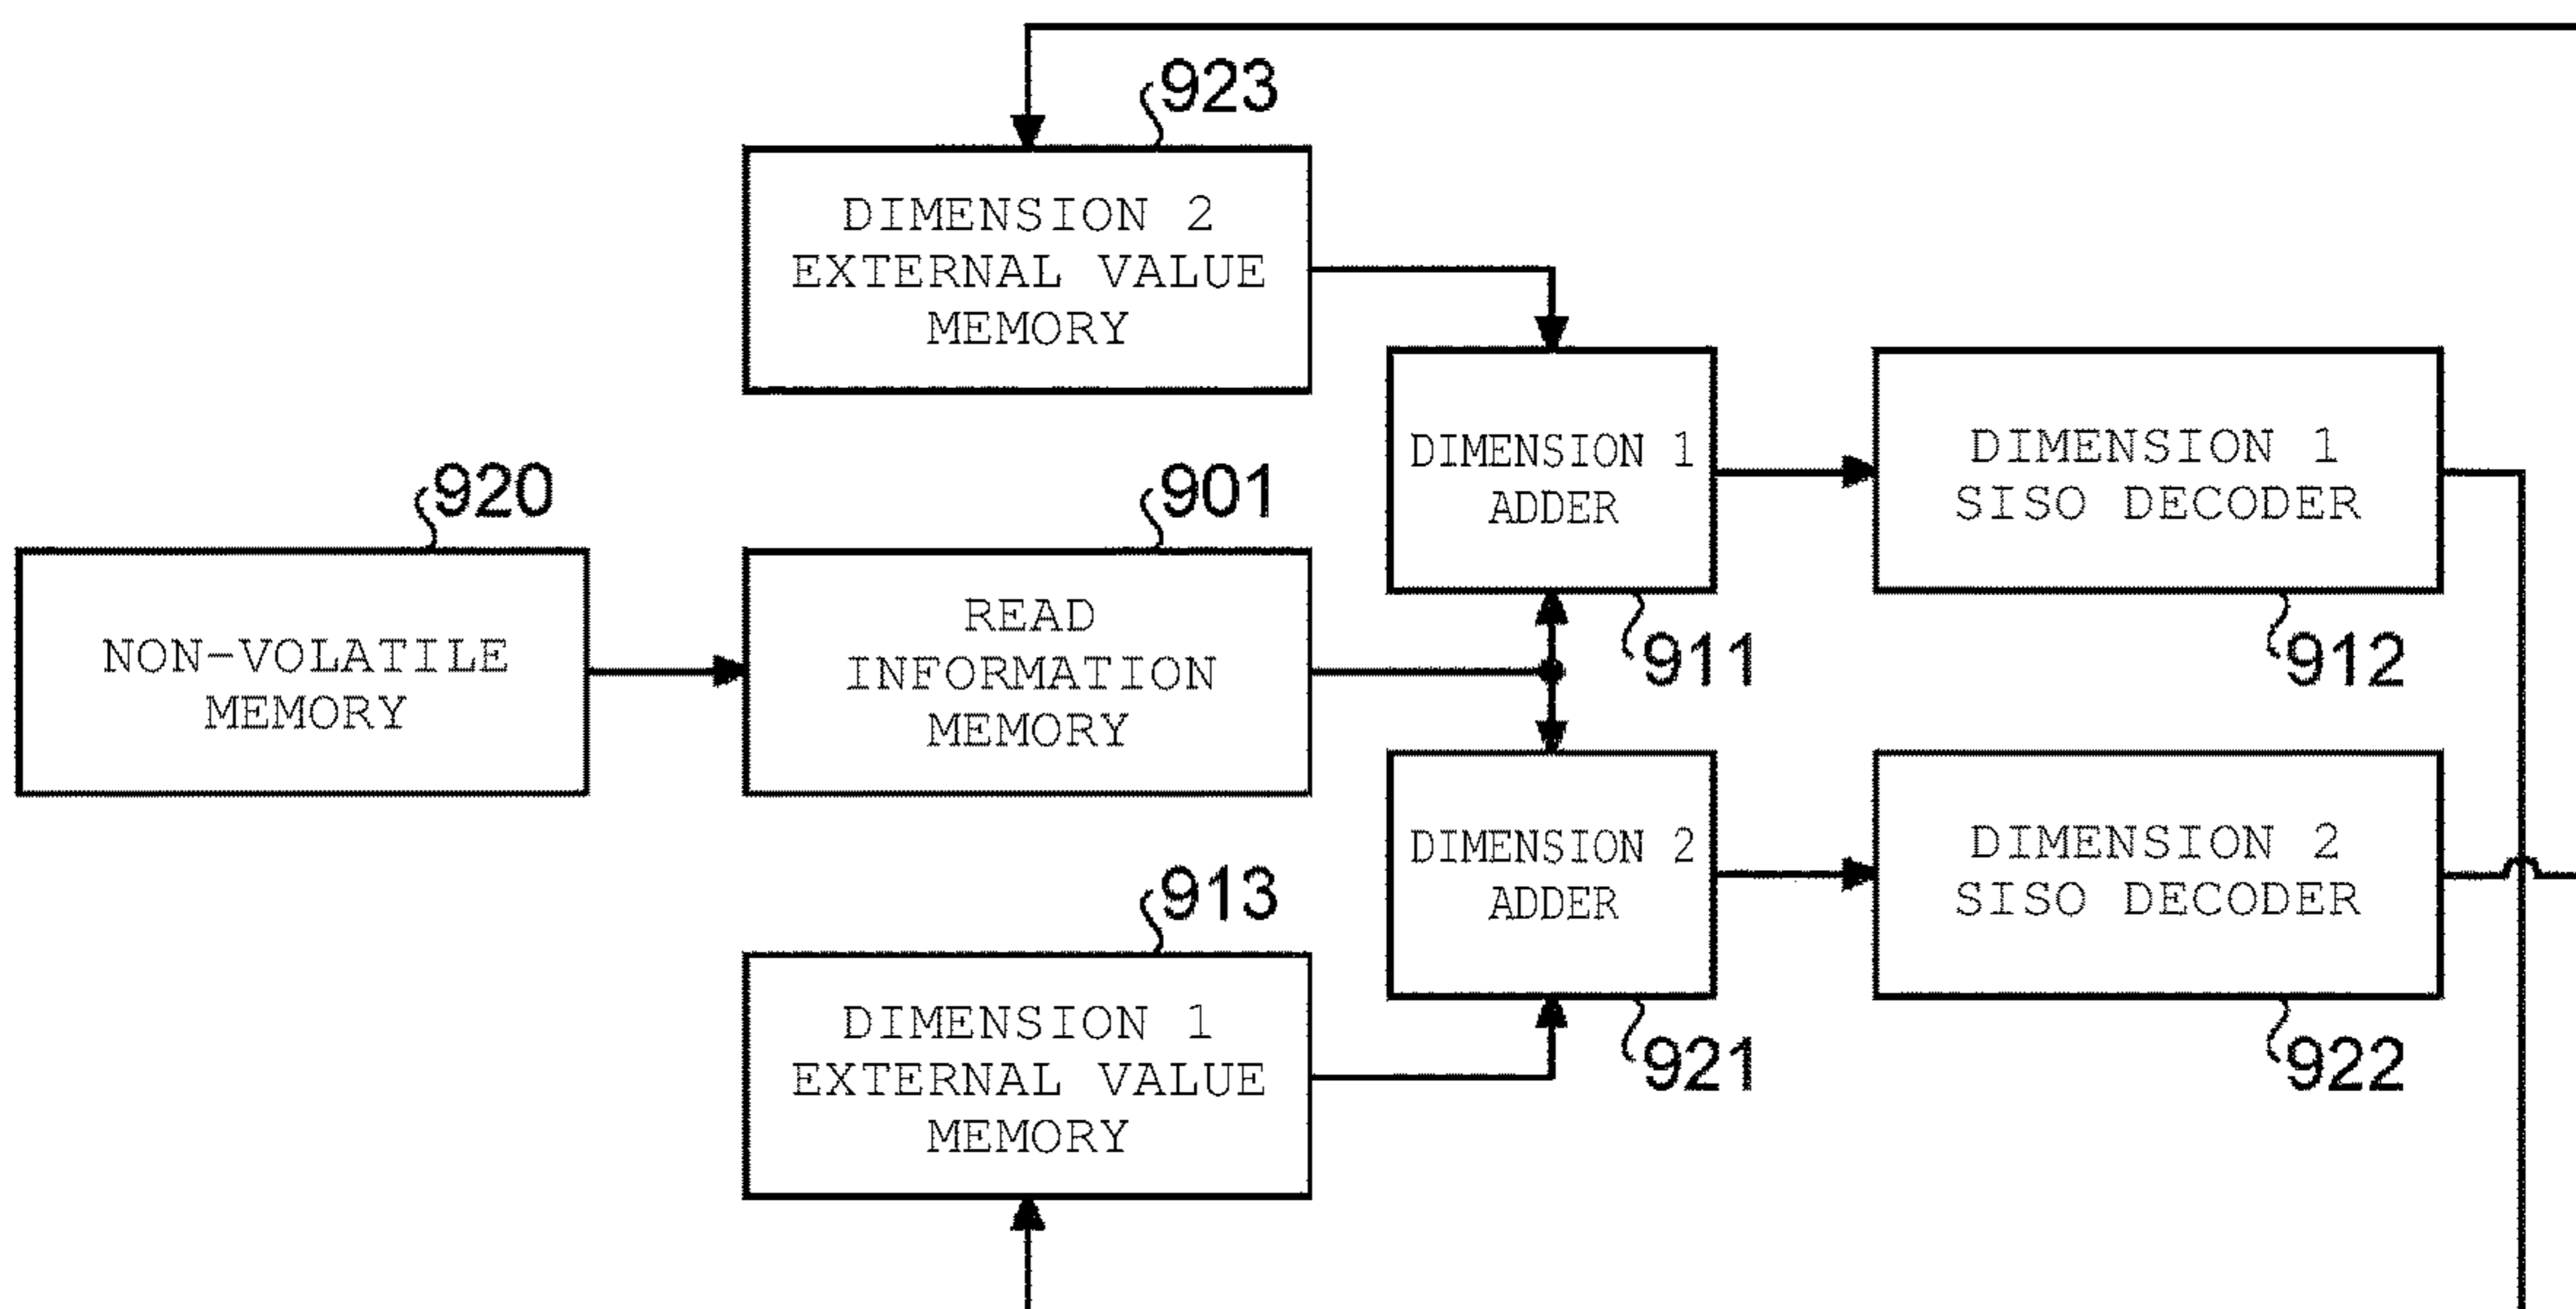 923
DIMENSION 2
EXTERNAL VALUE
MEMORY
DIMENSION 1
ADDER
911
DIMENSION 1
SISO DECODER
912
920
NON-VOLATILE
MEMORY
901
READ
INFORMATION
MEMORY
DIMENSION 2
ADDER
921
DIMENSION 2
SISO DECODER
922
913
DIMENSION 1
EXTERNAL VALUE
MEMORY